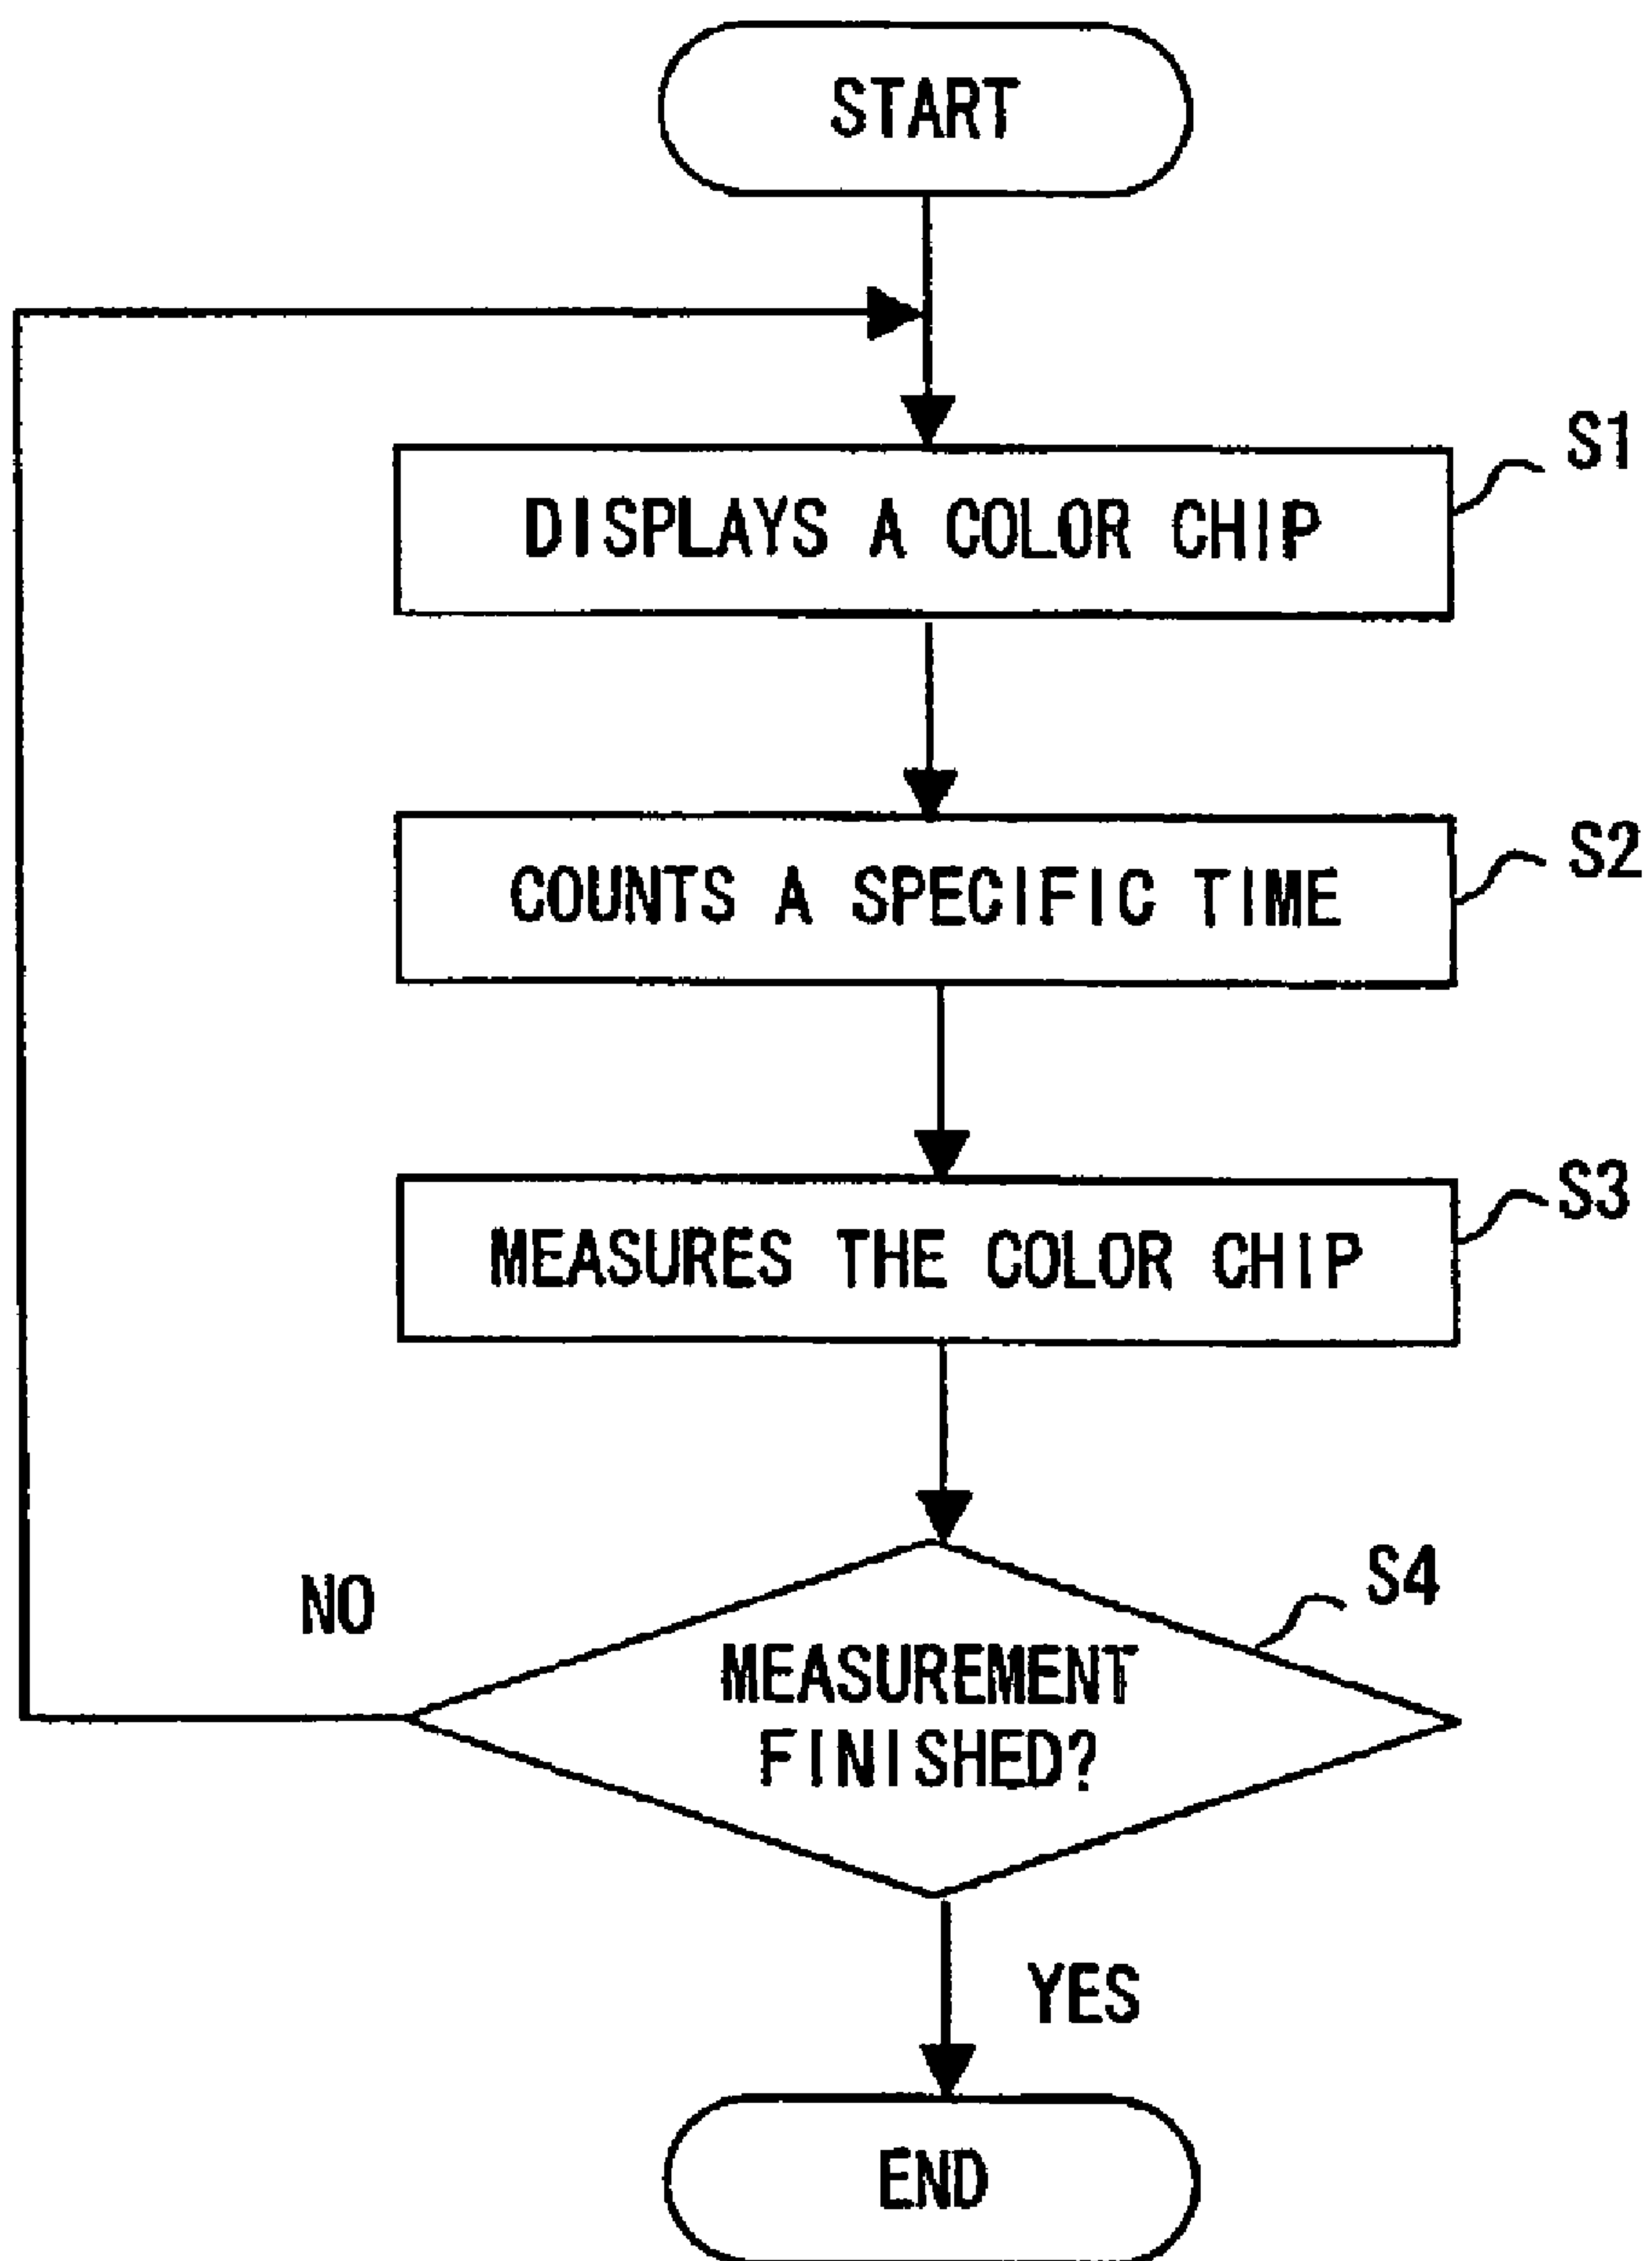 START
DISPLAYS A COLOR CHIP
S1
COUNTS A SPECIFIC TIME
S2
MEASURES THE COLOR CHIP
S3
MEASUREMENT
FINISHED?
S4
NO
YES
END